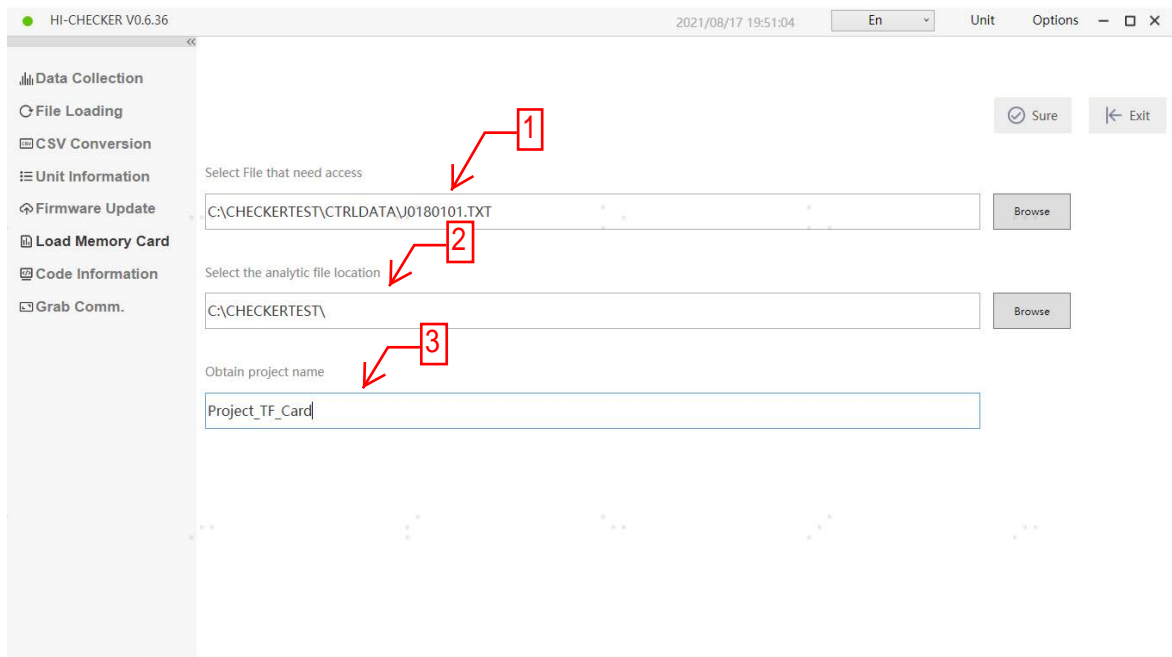 HI-CHECKER V0.6.36 2021/08/17 19:51:04 En Unit Options
Data Collection
File Loading
CSV Conversion
Unit Information
Firmware Update
Load Memory Card
Code Information
Grab Comm.
Sure Exit
1
Select File that need access
C:\CHECKERTEST\CTRLDATA\J0180101.TXT Browse
2
Select the analytic file location
C:\CHECKERTEST\ Browse
3
Obtain project name
Project_TF_Card